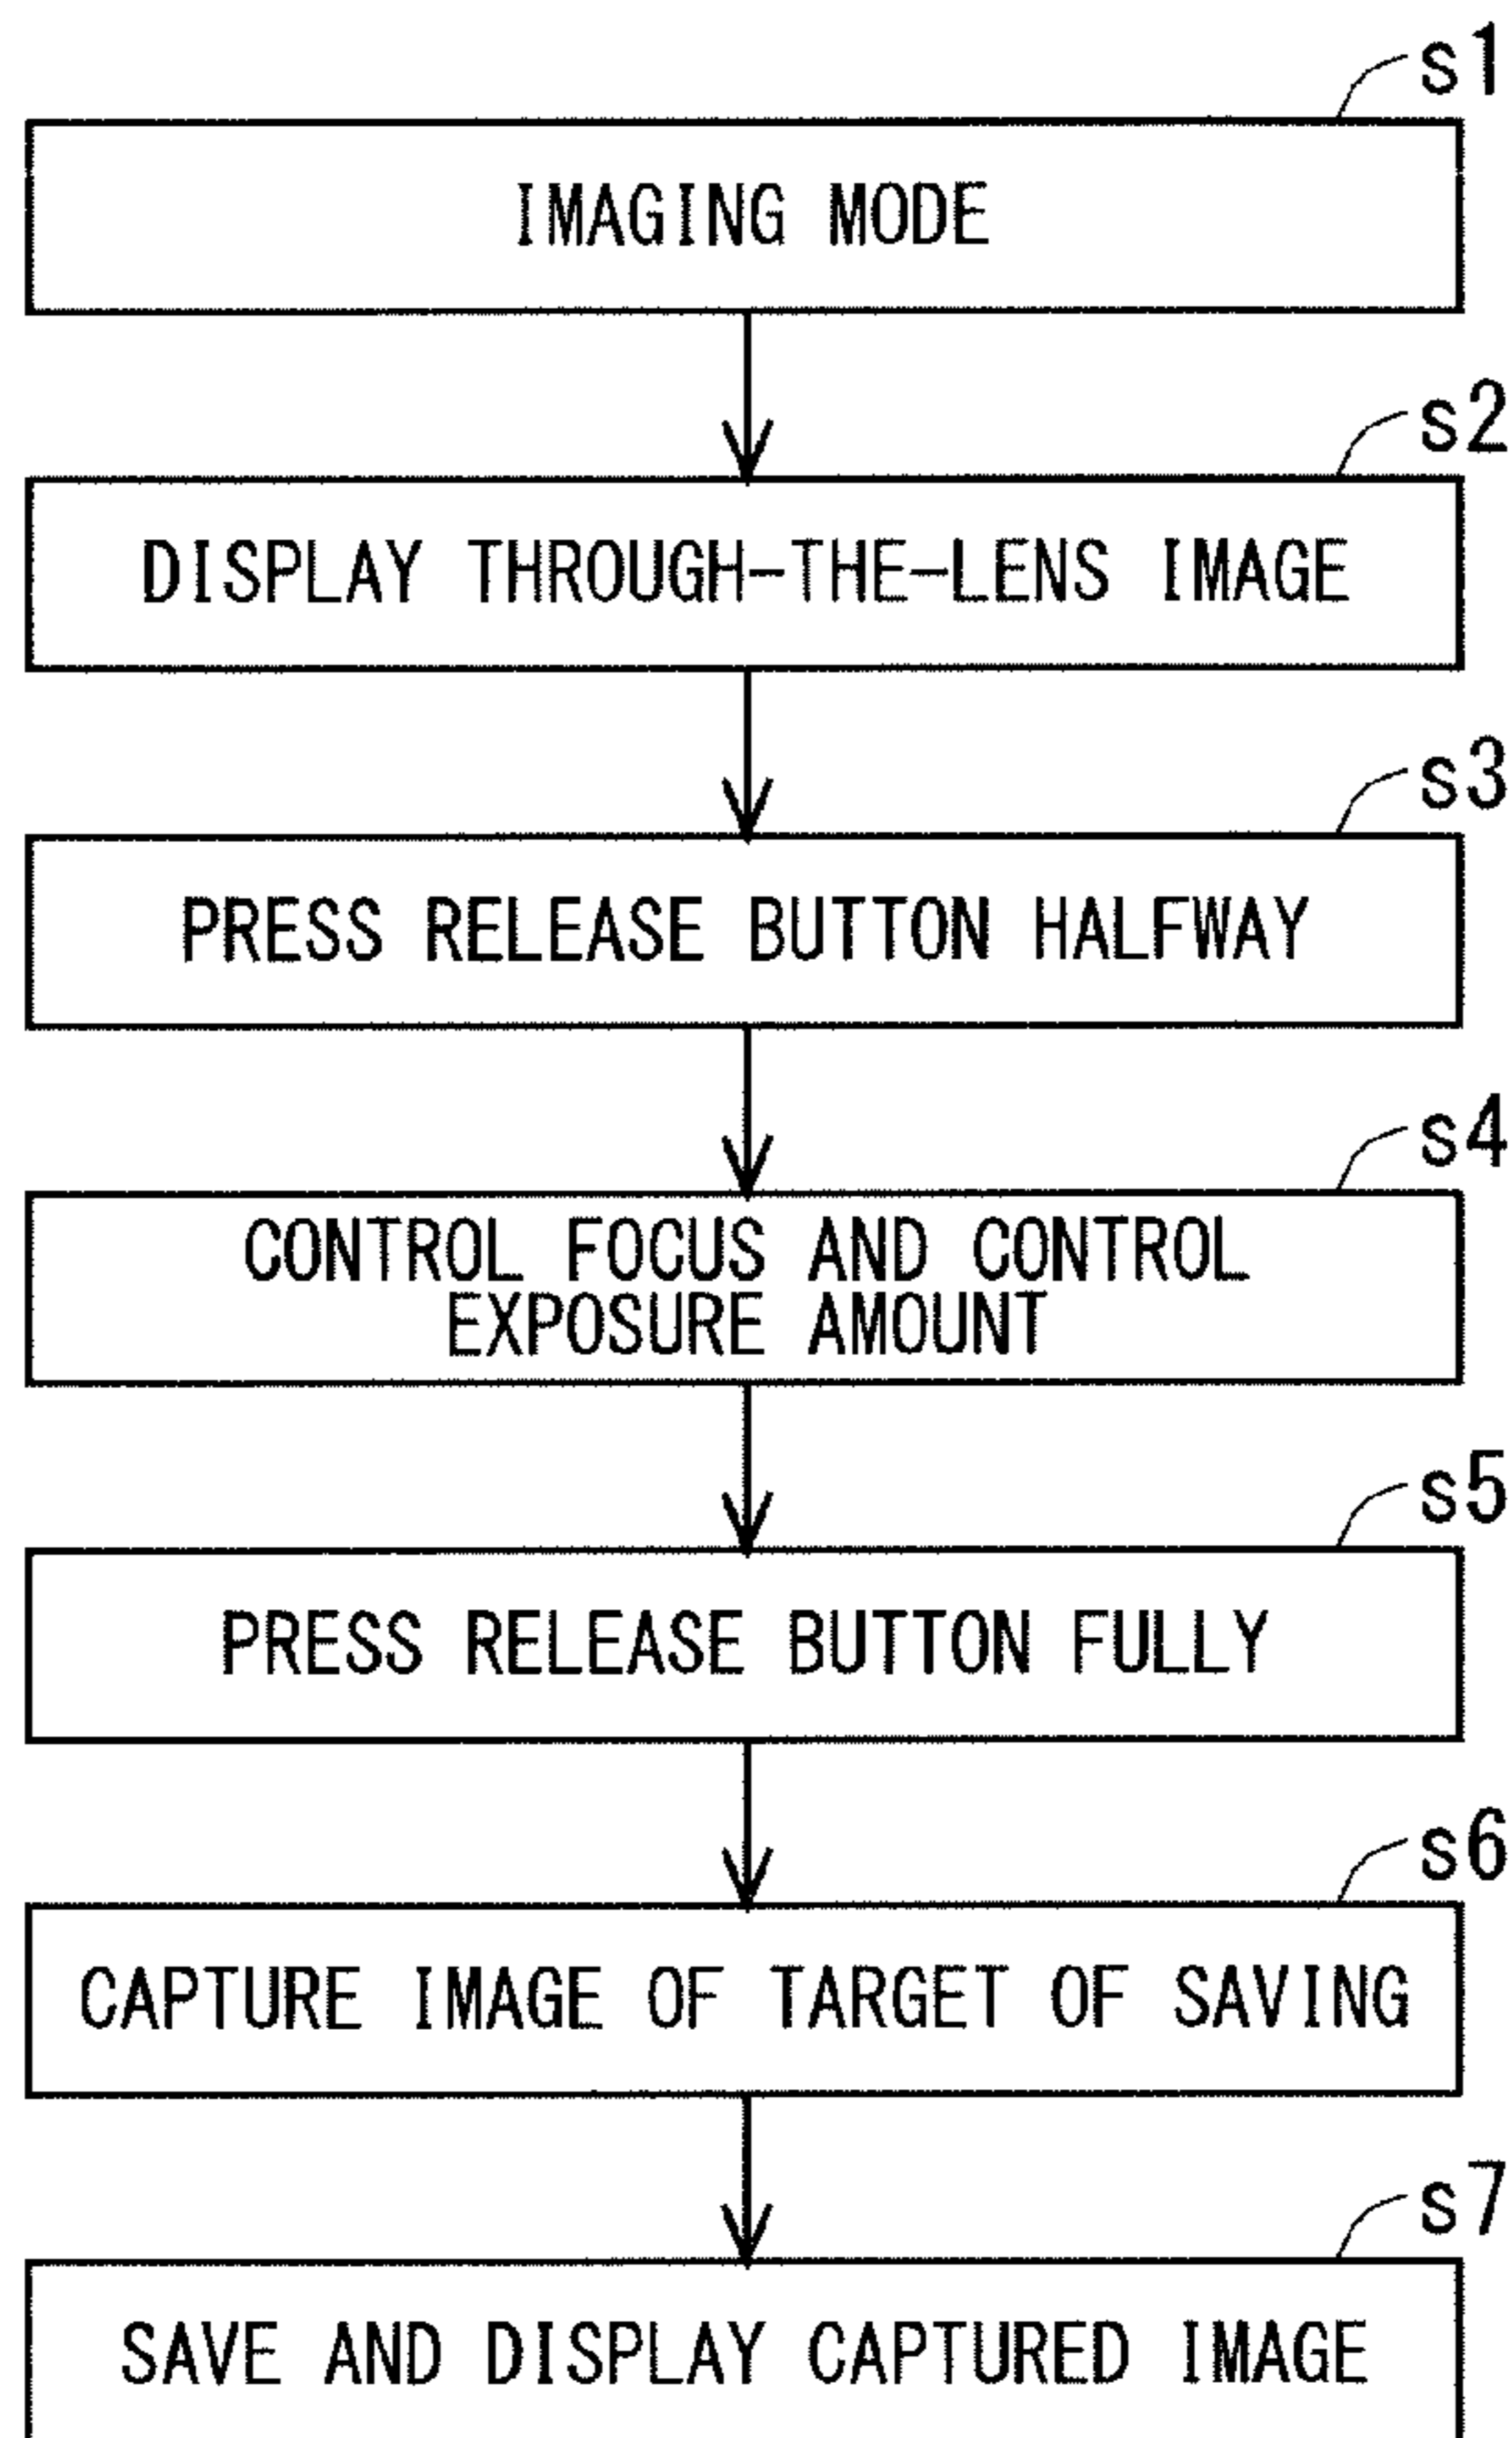 s1
IMAGING MODE
s2
DISPLAY THROUGH-THE-LENS IMAGE
s3
PRESS RELEASE BUTTON HALFWAY
s4
CONTROL FOCUS AND CONTROL
EXPOSURE AMOUNT
s5
PRESS RELEASE BUTTON FULLY
s6
CAPTURE IMAGE OF TARGET OF SAVING
s7
SAVE AND DISPLAY CAPTURED IMAGE